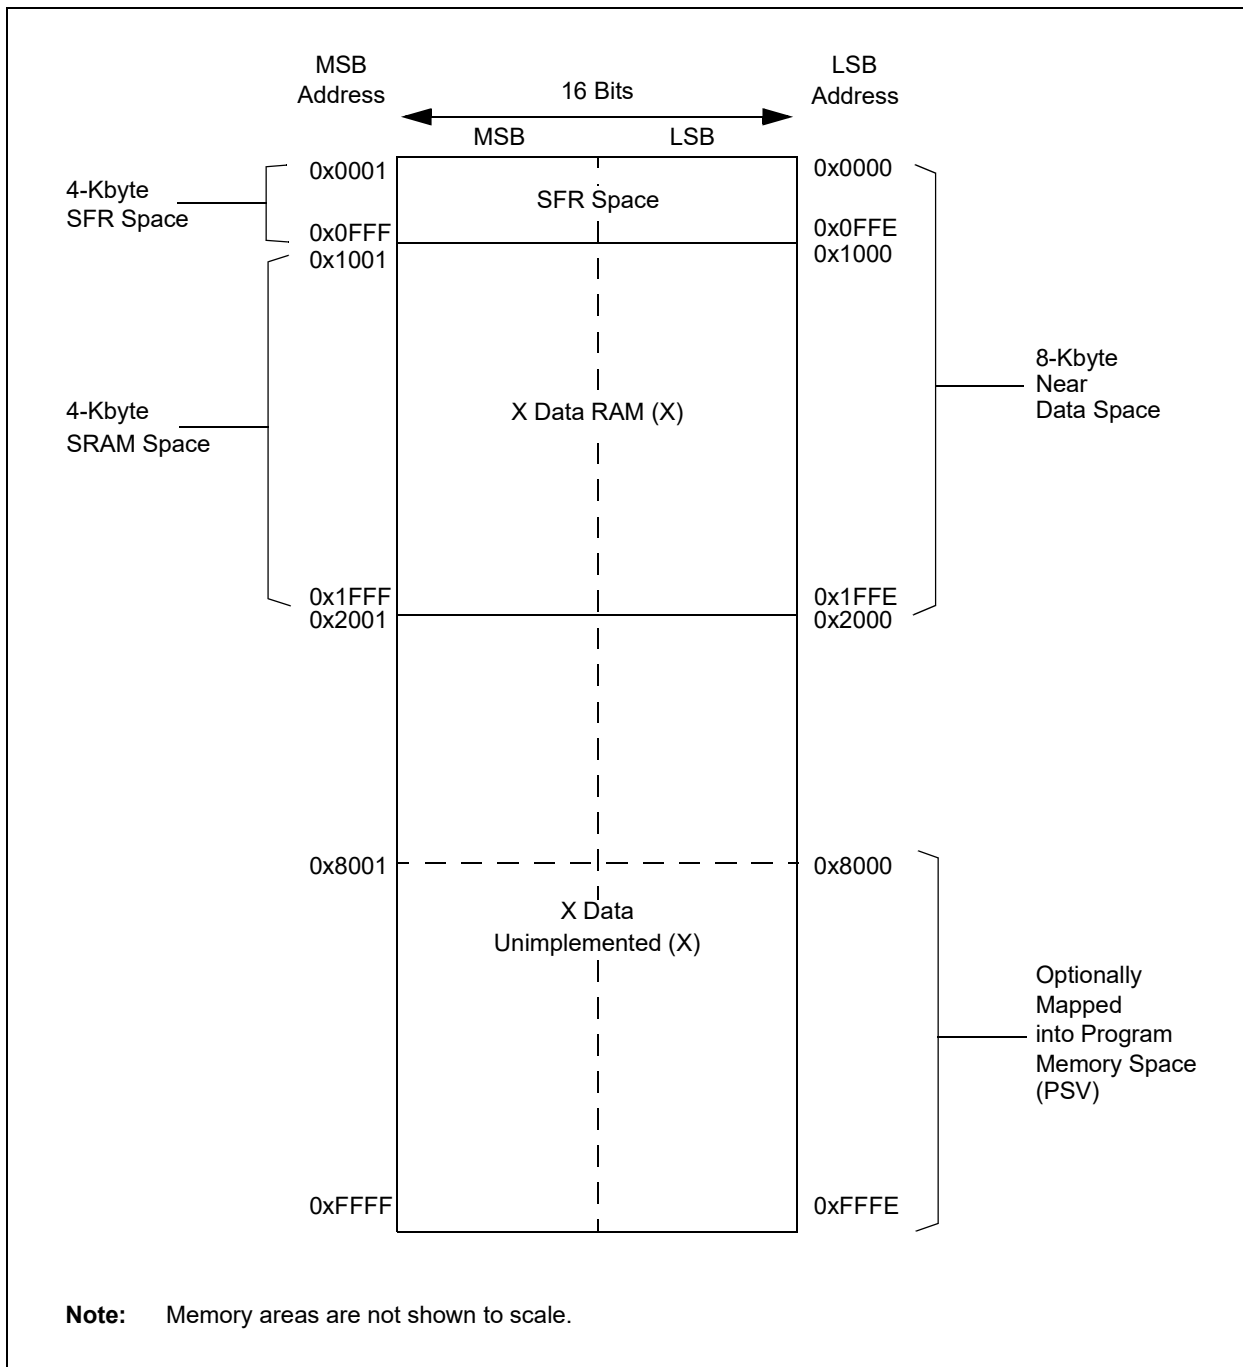 MSB
Address
LSB
Address
16 Bits
MSB
LSB
0x0001
0x0000
4-Kbyte
SFR Space
SFR Space
0x0FFF
0x0FFE
0x1001
0x1000
8-Kbyte
Near
Data Space
4-Kbyte
SRAM Space
X Data RAM (X)
0x1FFF
0x1FFE
0x2001
0x2000
0x8001
0x8000
X Data
Unimplemented (X)
Optionally
Mapped
into Program
Memory Space
(PSV)
0xFFFF
0xFFFE
Note: Memory areas are not shown to scale.